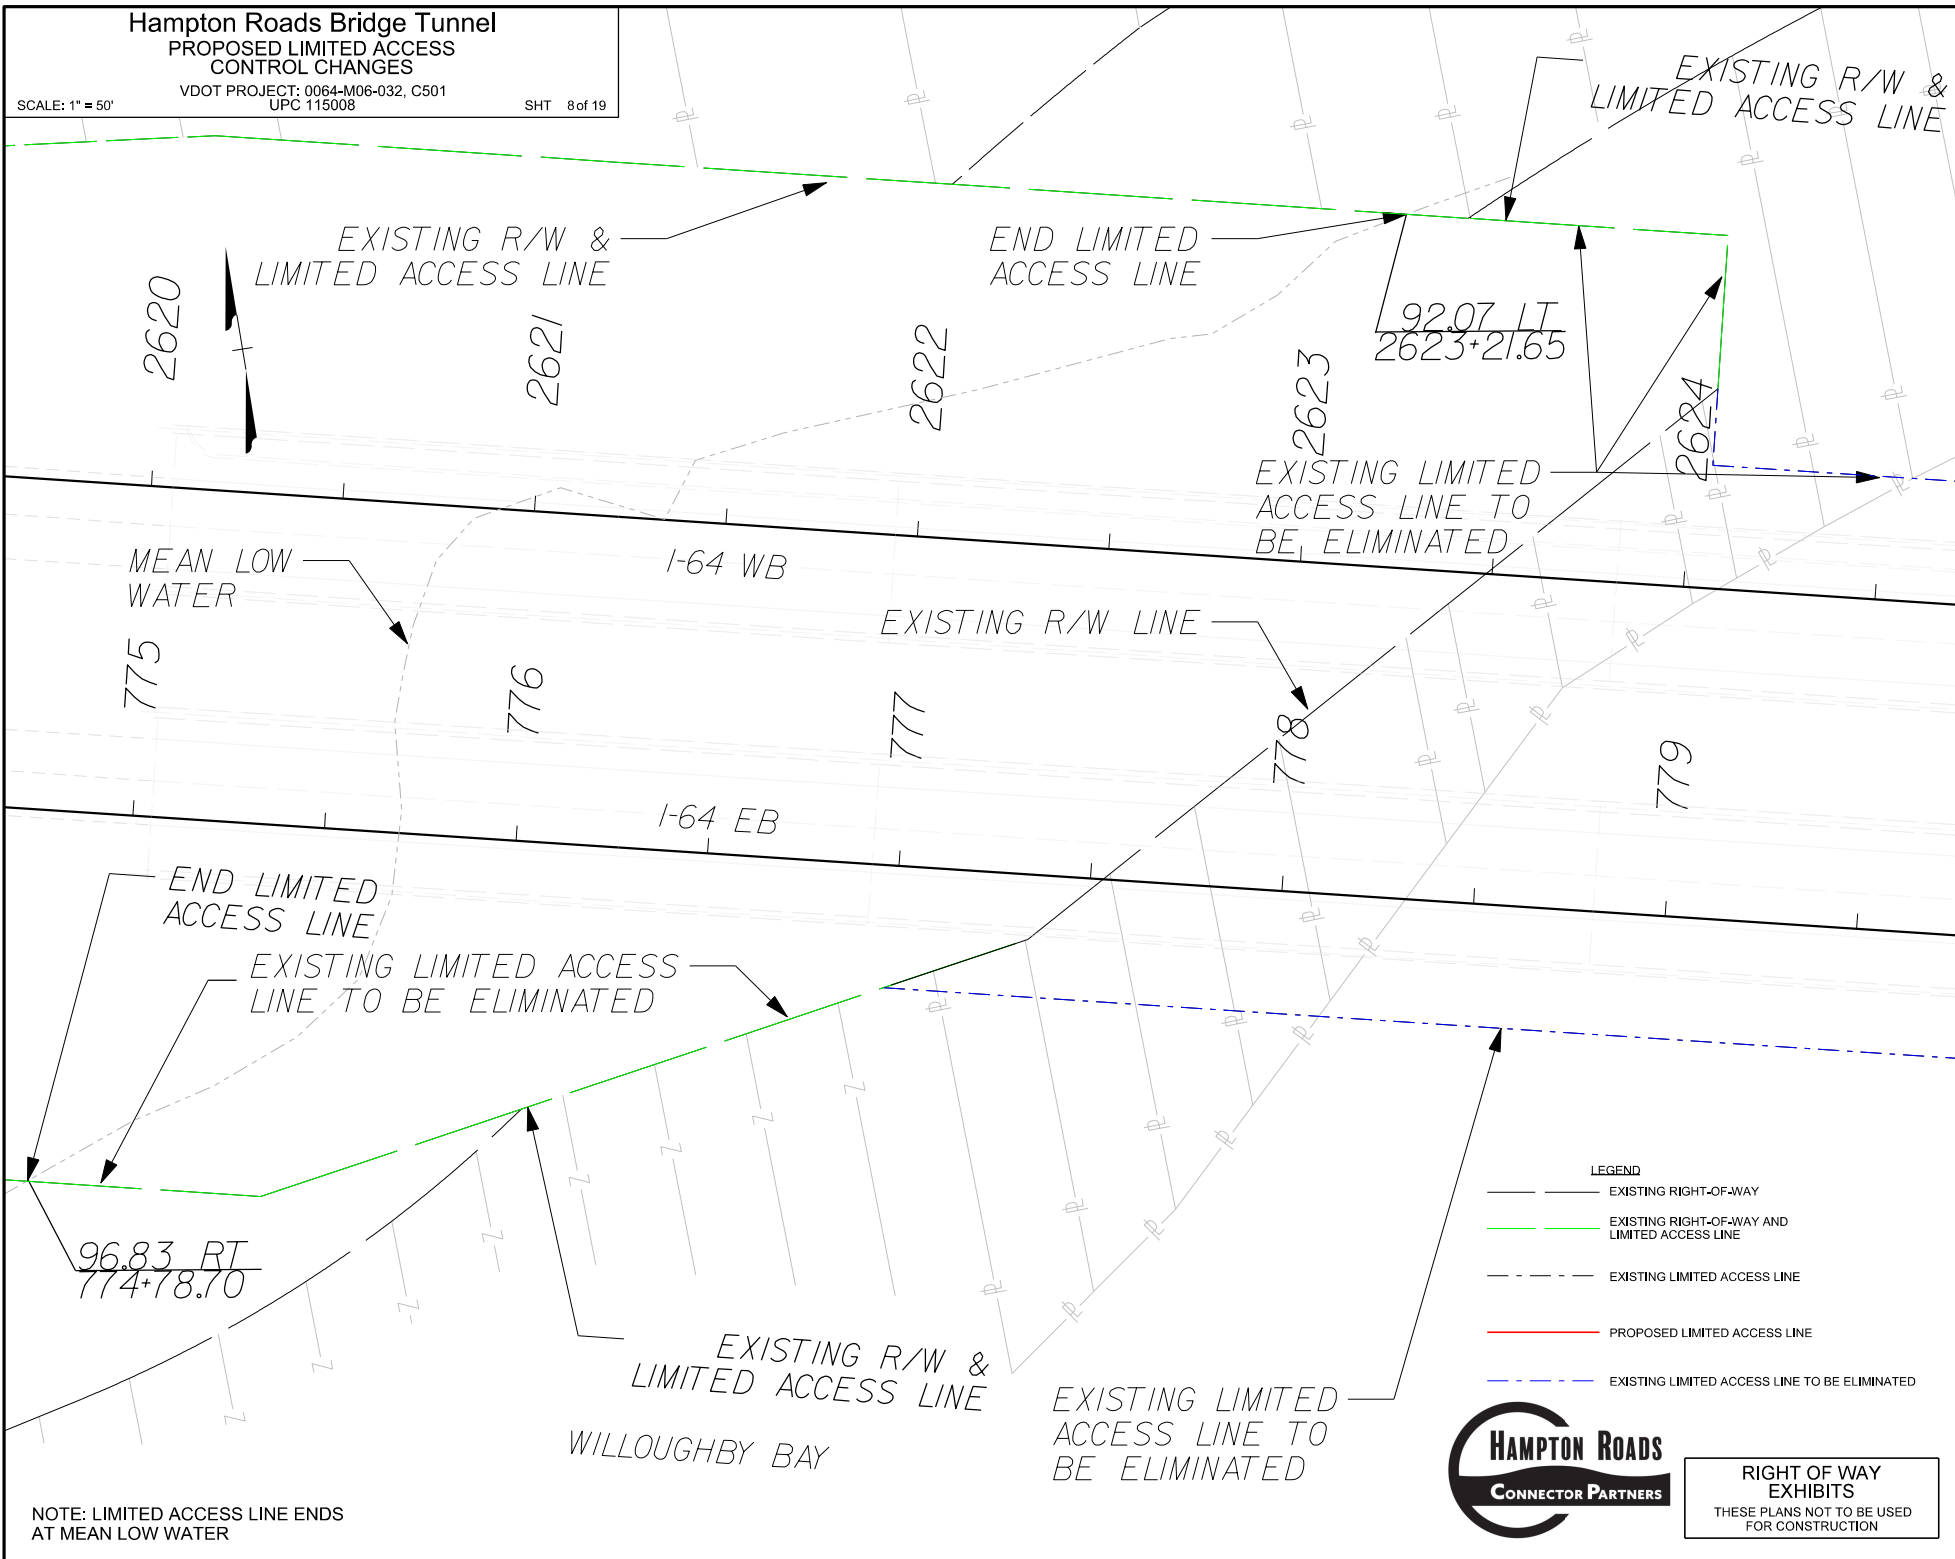 Hampton Roads Bridge Tunnel
PROPOSED LIMITED ACCESS
CONTROL CHANGES
VDOT PROJECT: 0064-M06-032, C501
UPC 115008
SCALE: 1" = 50'
SHT 8 of 19
EXISTING R/W &
LIMITED ACCESS LINE
EXISTING R/W &
LIMITED ACCESS LINE
END LIMITED
ACCESS LINE
92.07 LT
2623+21.65
2620
2621
2622
2623
2624
EXISTING LIMITED
ACCESS LINE TO
BE ELIMINATED
MEAN LOW
WATER
I-64 WB
EXISTING R/W LINE
775
776
777
778
779
I-64 EB
END LIMITED
ACCESS LINE
EXISTING LIMITED ACCESS
LINE TO BE ELIMINATED
96.83 RT
774+78.70
EXISTING R/W &
LIMITED ACCESS LINE
WILLOUGHBY BAY
EXISTING LIMITED
ACCESS LINE TO
BE ELIMINATED
LEGEND
EXISTING RIGHT-OF-WAY
EXISTING RIGHT-OF-WAY AND
LIMITED ACCESS LINE
EXISTING LIMITED ACCESS LINE
PROPOSED LIMITED ACCESS LINE
EXISTING LIMITED ACCESS LINE TO BE ELIMINATED
HAMPTON ROADS
CONNECTOR PARTNERS
RIGHT OF WAY
EXHIBITS
THESE PLANS NOT TO BE USED
FOR CONSTRUCTION
NOTE: LIMITED ACCESS LINE ENDS
AT MEAN LOW WATER